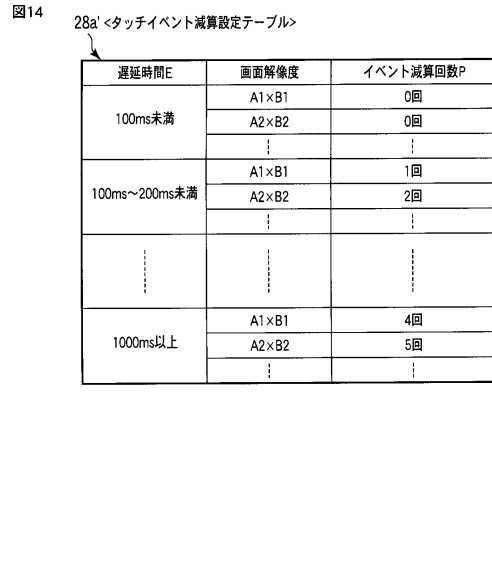 図14
28a' <タッチイベント減算設定テーブル>
遅延時間E 画面解像度 イベント減算回数P
100ms未満 A1×B1 0回
A2×B2 0回
100ms〜200ms未満 A1×B1 1回
A2×B2 2回
1000ms以上 A1×B1 4回
A2×B2 5回